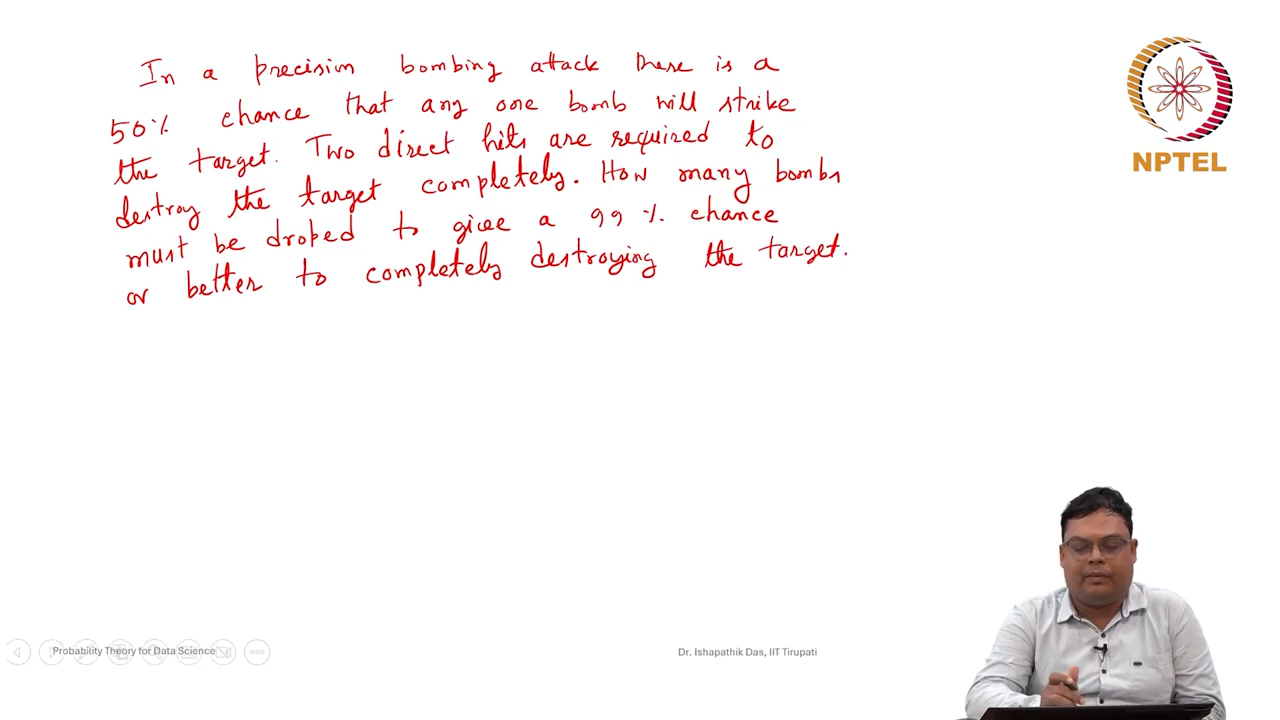 In a precision bombing attack there is a
50% chance that any one bomb will strike
the target. Two direct hits are required to
destroy the target completely. How many bombs
must be droped to give a 99% chance
or better to completely destroying the target.
NPTEL
Probability Theory for Data Science
Dr. Ishapathik Das, IIT Tirupati